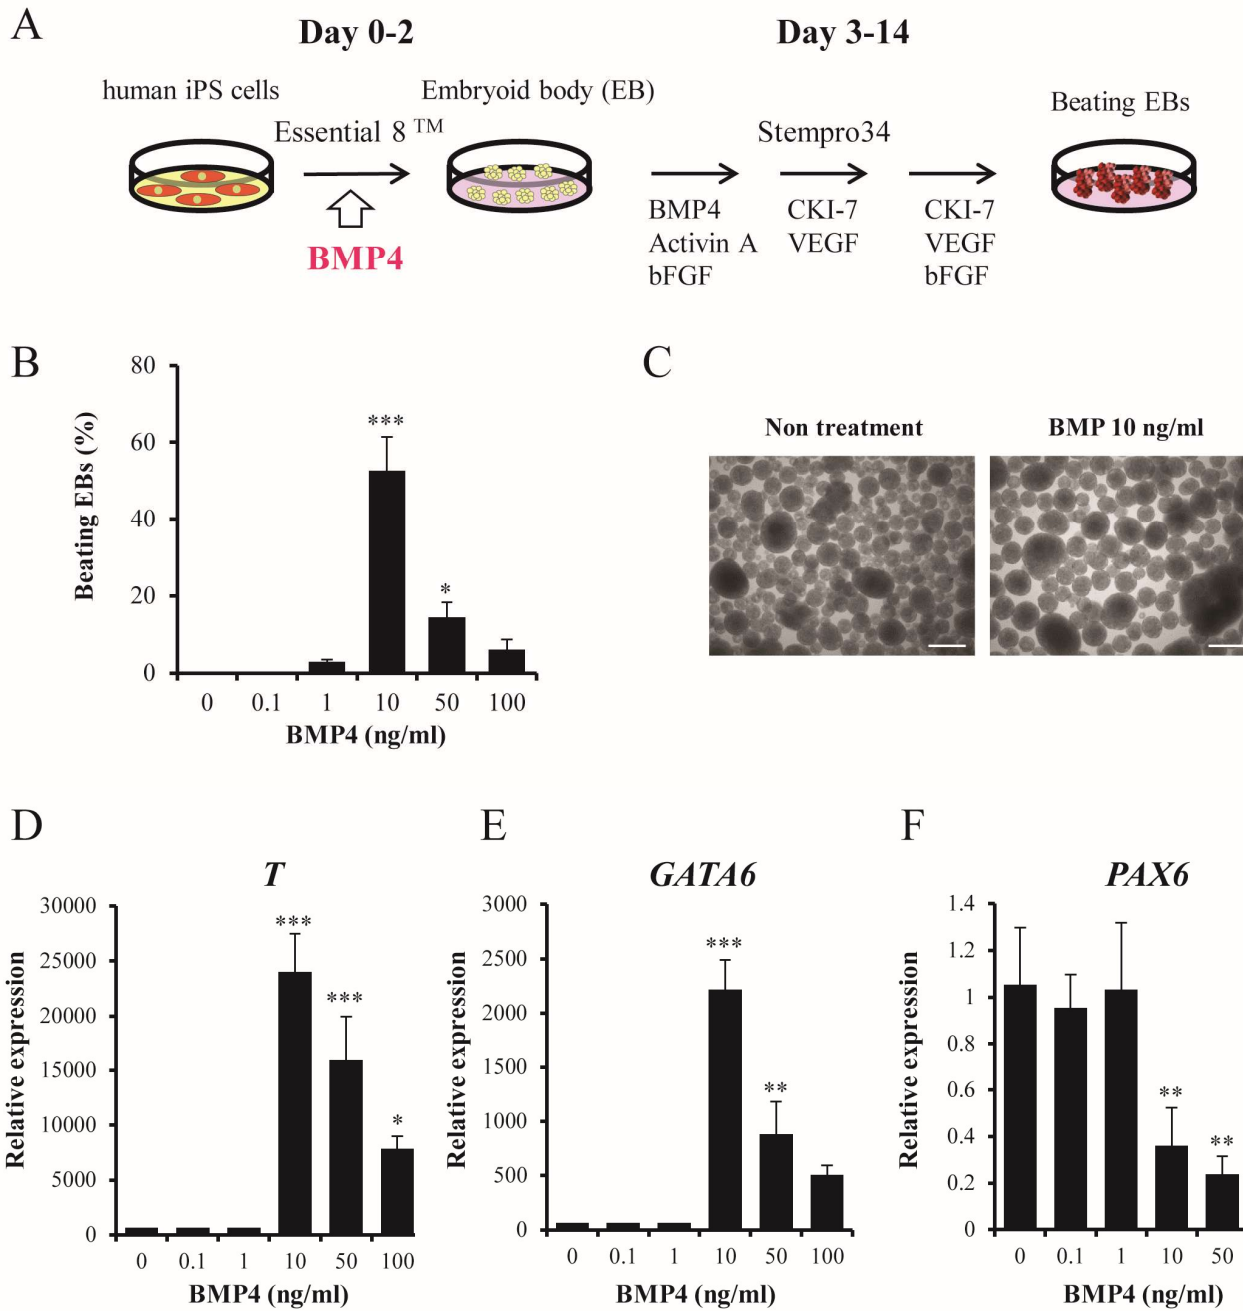 A
Day 0-2
Day 3-14
human iPS cells
Essential 8 TM
Embryoid body (EB)
Stempro34
Beating EBs
BMP4
BMP4
Activin A
bFGF
CKI-7
VEGF
CKI-7
VEGF
bFGF
B
Beating EBs (%)
80
60
40
20
0
***
*
0 0.1 1 10 50 100
BMP4 (ng/ml)
C
Non treatment
BMP 10 ng/ml
D
T
Relative expression
30000
25000
20000
15000
10000
5000
0
***
***
*
0 0.1 1 10 50 100
BMP4 (ng/ml)
E
GATA6
Relative expression
3000
2500
2000
1500
1000
500
0
***
**
0 0.1 1 10 50 100
BMP4 (ng/ml)
F
PAX6
Relative expression
1.4
1.2
1
0.8
0.6
0.4
0.2
0
**
**
0 0.1 1 10 50
BMP4 (ng/ml)